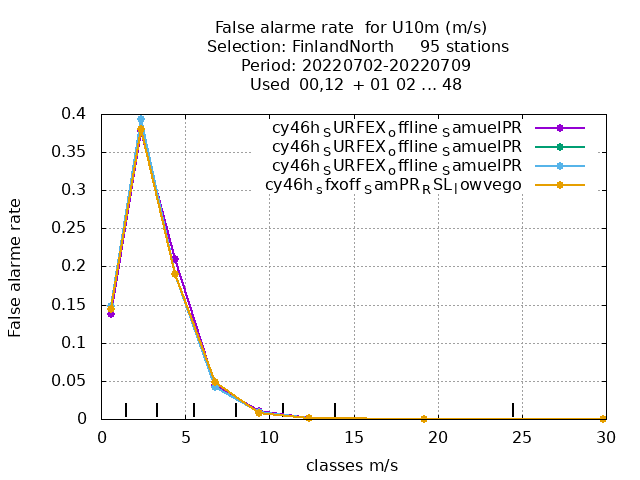 False alarme rate  for U10m (m/s)
Selection: FinlandNorth     95 stations
Period: 20220702-20220709
Used  00,12  + 01 02 ... 48
cy46h_SURFEX_offline_SamuelPR
cy46h_SURFEX_offline_SamuelPR
cy46h_SURFEX_offline_SamuelPR
cy46h_sfxoff_SamPR_RSL_lowvego
0.4
0.35
0.3
0.25
0.2
0.15
0.1
0.05
0
False alarme rate
0 5 10 15 20 25 30
classes m/s